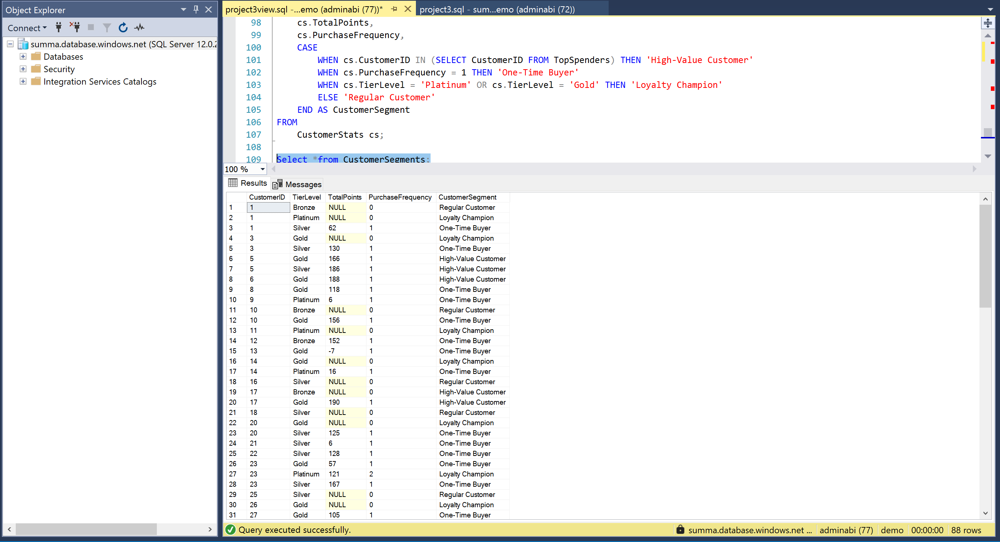 Object Explorer
Connect
summa.database.windows.net (SQL Server 12.0.2
Databases
Security
Integration Services Catalogs
project3view.sql -...emo (adminabi (77))*
project3.sql - sum...emo (adminabi (72))
98 cs.TotalPoints,
99 cs.PurchaseFrequency,
100 CASE
101 WHEN cs.CustomerID IN (SELECT CustomerID FROM TopSpenders) THEN 'High-Value Customer'
102 WHEN cs.PurchaseFrequency = 1 THEN 'One-Time Buyer'
103 WHEN cs.TierLevel = 'Platinum' OR cs.TierLevel = 'Gold' THEN 'Loyalty Champion'
104 ELSE 'Regular Customer'
105 END AS CustomerSegment
106 FROM
107 CustomerStats cs;
108
109 Select *from CustomerSegments;
100 %
Results Messages
CustomerID TierLevel TotalPoints PurchaseFrequency CustomerSegment
1 1 Bronze NULL 0 Regular Customer
2 1 Platinum NULL 0 Loyalty Champion
3 1 Silver 62 1 One-Time Buyer
4 3 Gold NULL 0 Loyalty Champion
5 3 Silver 130 1 One-Time Buyer
6 5 Gold 166 1 High-Value Customer
7 5 Silver 186 1 High-Value Customer
8 6 Gold 188 1 High-Value Customer
9 8 Gold 118 1 One-Time Buyer
10 9 Platinum 6 1 One-Time Buyer
11 10 Bronze NULL 0 Regular Customer
12 10 Gold 156 1 One-Time Buyer
13 11 Platinum NULL 0 Loyalty Champion
14 12 Bronze 152 1 One-Time Buyer
15 13 Gold -7 1 One-Time Buyer
16 14 Gold NULL 0 Loyalty Champion
17 14 Platinum 16 1 One-Time Buyer
18 16 Silver NULL 0 Regular Customer
19 17 Bronze NULL 0 High-Value Customer
20 17 Gold 190 1 High-Value Customer
21 18 Silver NULL 0 Regular Customer
22 20 Gold NULL 0 Loyalty Champion
23 20 Silver 125 1 One-Time Buyer
24 21 Silver 6 1 One-Time Buyer
25 22 Silver 128 1 One-Time Buyer
26 23 Gold 57 1 One-Time Buyer
27 23 Platinum 121 2 Loyalty Champion
28 23 Silver 167 1 One-Time Buyer
29 25 Silver NULL 0 Regular Customer
30 26 Gold NULL 0 Loyalty Champion
31 27 Gold 105 1 One-Time Buyer
Query executed successfully. summa.database.windows.net ... adminabi (77) demo 00:00:00 88 rows